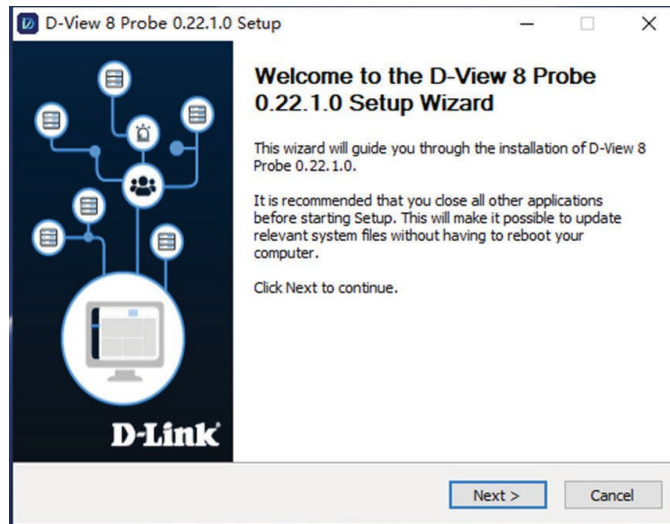 D-View 8 Probe 0.22.1.0 Setup
Welcome to the D-View 8 Probe
0.22.1.0 Setup Wizard
This wizard will guide you through the installation of D-View 8
Probe 0.22.1.0.
It is recommended that you close all other applications
before starting Setup. This will make it possible to update
relevant system files without having to reboot your
computer.
Click Next to continue.
D-Link
Next >
Cancel